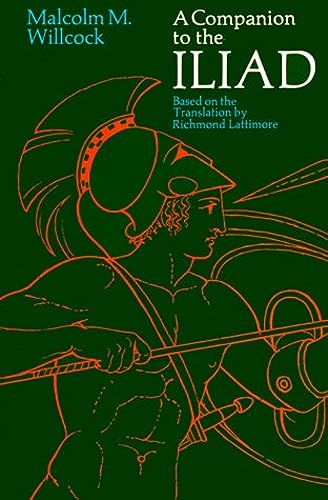 Malcolm M.
Willcock
A Companion
to the
ILIAD
Based on the
Translation by
Richmond Lattimore